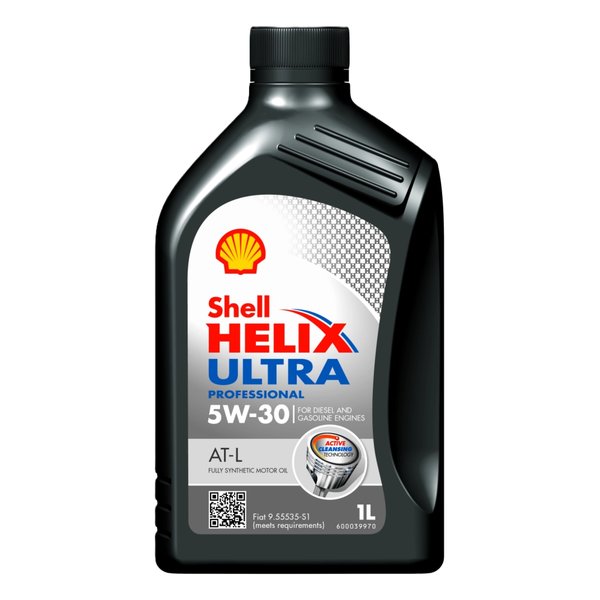 Shell
HELIX
ULTRA
PROFESSIONAL
5W-30
FOR DIESEL AND
GASOLINE ENGINES
AT-L
FULLY SYNTHETIC MOTOR OIL
ACTIVE
CLEANSING
TECHNOLOGY
Fiat 9.55535-S1
(meets requirements)
1L
600039970